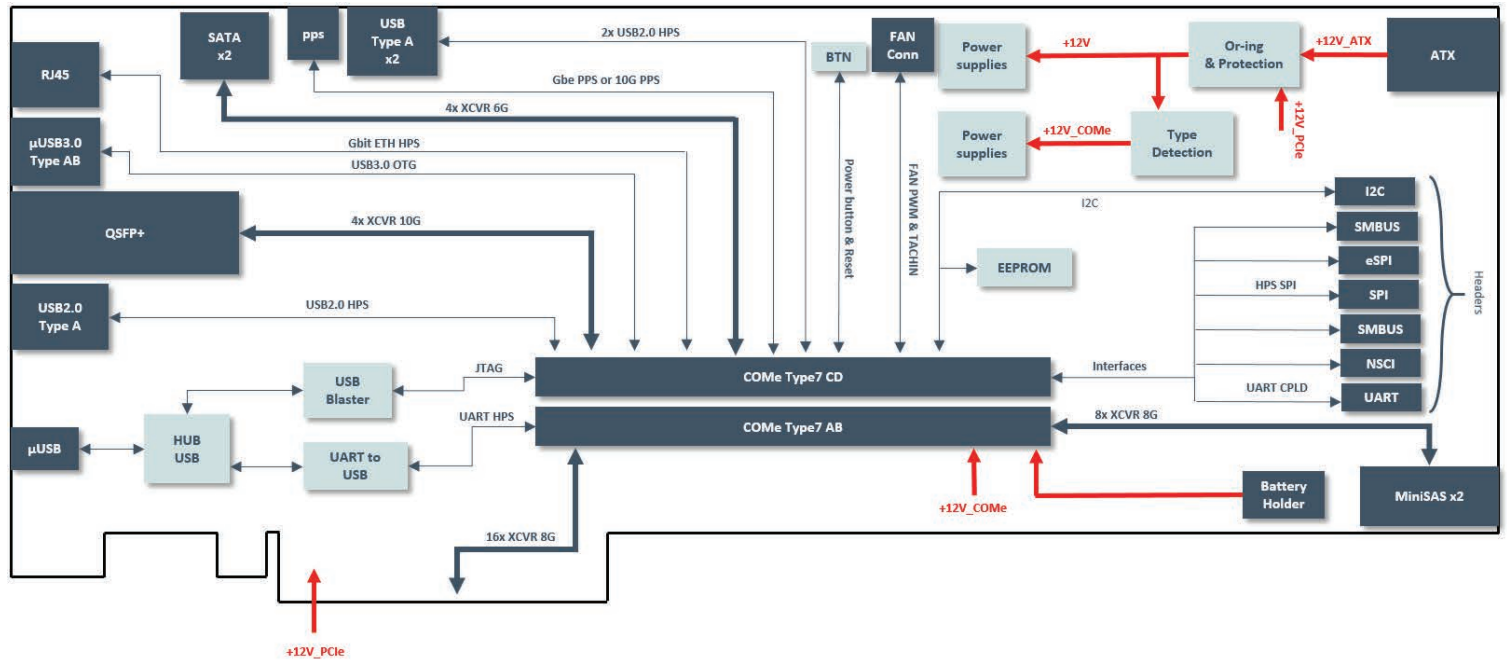 SATA
x2
pps
USB
Type A
x2
2x USB2.0 HPS
BTN
FAN
Conn
Power
supplies
+12V
Or-ing
& Protection
+12V_ATX
ATX
RJ45
Gbe PPS or 10G PPS
4x XCVR 6G
+12V_PCIe
µUSB3.0
Type AB
Gbit ETH HPS
USB3.0 OTG
Power
supplies
+12V_COMe
Type
Detection
Power button & Reset
FAN PWM & TACHIN
I2C
I2C
QSFP+
4x XCVR 10G
SMBUS
EEPROM
eSPI
HPS SPI
SPI
Headers
USB2.0
Type A
USB2.0 HPS
SMBUS
USB
Blaster
JTAG
COMe Type7 CD
Interfaces
NSCI
UART CPLD
UART
UART HPS
COMe Type7 AB
8x XCVR 8G
µUSB
HUB
USB
UART to
USB
+12V_COMe
Battery
Holder
MiniSAS x2
16x XCVR 8G
+12V_PCIe